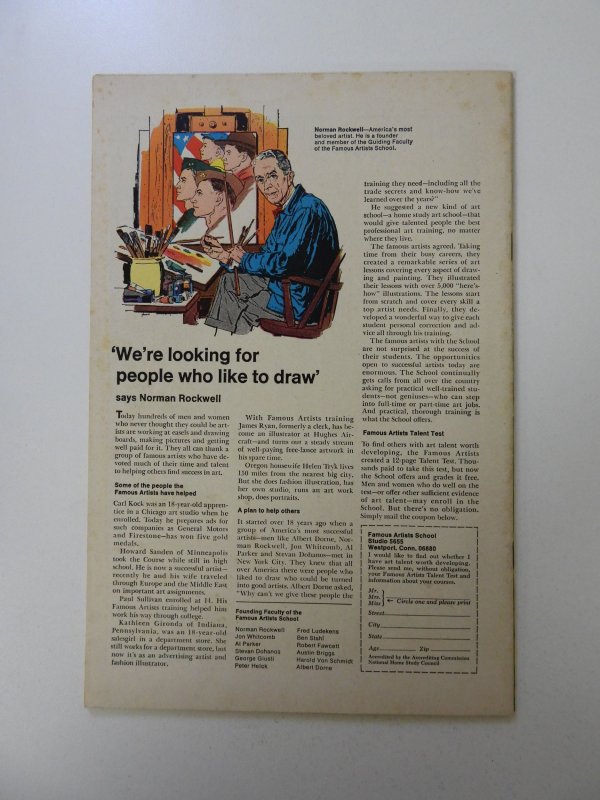 Norman Rockwell—America's most
beloved artist. He is a founder
and member of the Guiding Faculty
of the Famous Artists School.
'We're looking for
people who like to draw'
says Norman Rockwell
Today hundreds of men and women
who never thought they could be art-
ists are working at easels and drawing
boards, making pictures and getting
well paid for it. They all can thank a
group of famous artists who have de-
voted much of their time and talent
to helping others find success in art.
Some of the people the
Famous Artists have helped
Carl Kock was an 18-year-old appren-
tice in a Chicago art studio when he
enrolled. Today he prepares ads for
such companies as General Motors
and Firestone—has won five gold
medals.
Howard Sanden of Minneapolis
took the Course while still in high
school. He is now a successful artist—
recently he and his wife traveled
through Europe and the Middle East
on important art assignments.
Paul Sullivan enrolled at 31. His
Famous Artists training helped him
work his way through college.
Kathleen Gironda of Indiana,
Pennsylvania, was an 18-year-old
salesgirl in a department store. She
still works for a department store, but
now it's as an advertising artist and
fashion illustrator.
With Famous Artists training
James Ryan, formerly a clerk, has be-
come an illustrator at Hughes Air-
craft—and turns out a steady stream
of well-paying free-lance artwork in
his spare time.
Oregon housewife Helen Tryk lives
150 miles from the nearest big city.
But she does fashion illustration, has
her own studio, runs an art work
shop, does portraits.
A plan to help others
It started over 18 years ago when a
group of America's most successful
artists—men like Albert Dorne, Nor-
man Rockwell, Jon Whitcomb, Al
Parker and Stevan Dohanos—met in
New York City. They knew that all
over America there were people who
liked to draw who could be turned
into good artists. Albert Dorne asked,
"Why can't we give these people the
Founding Faculty of the
Famous Artists School
Norman Rockwell
Jon Whitcomb
Al Parker
Stevan Dohanos
George Giusti
Peter Helck
Fred Ludekens
Ben Stahl
Robert Fawcett
Austin Briggs
Harold Von Schmidt
Albert Dorne
training they need—including all the
trade secrets and know-how we've
learned over the years?"
He suggested a new kind of art
school—a home study art school—that
would give talented people the best
professional art training, no matter
where they live.
The famous artists agreed. Taking
time from their busy careers, they
created a remarkable series of art
lessons covering every aspect of draw-
ing and painting. They illustrated
their lessons with over 5,000 "here's-
how" illustrations. The lessons start
from scratch and cover every skill a
top artist needs. Finally, they de-
veloped a wonderful way to give each
student personal correction and ad-
vice all through his training.
The famous artists with the School
are not surprised at the success of
their students. The opportunities
open to successful artists today are
enormous. The School continually
gets calls from all over the country
asking for practical well-trained stu-
dents—not geniuses—who can step
into full-time or part-time art jobs.
And practical, thorough training is
what the School offers.
Famous Artists Talent Test
To find others with art talent worth
developing, the Famous Artists
created a 12-page Talent Test. Thou-
sands paid to take this test, but now
the School offers and grades it free.
Men and women who do well on the
test—or offer other sufficient evidence
of art talent—may enroll in the
School. But there's no obligation.
Simply mail the coupon below.
Famous Artists School
Studio 5655
Westport, Conn. 06880
I would like to find out whether I
have art talent worth developing.
Please send me, without obligation,
your Famous Artists Talent Test and
information about your courses.
Mr.
Mrs.
Miss ← Circle one and please print
Street
City
State
Age Zip
Accredited by the Accrediting Commission
National Home Study Council